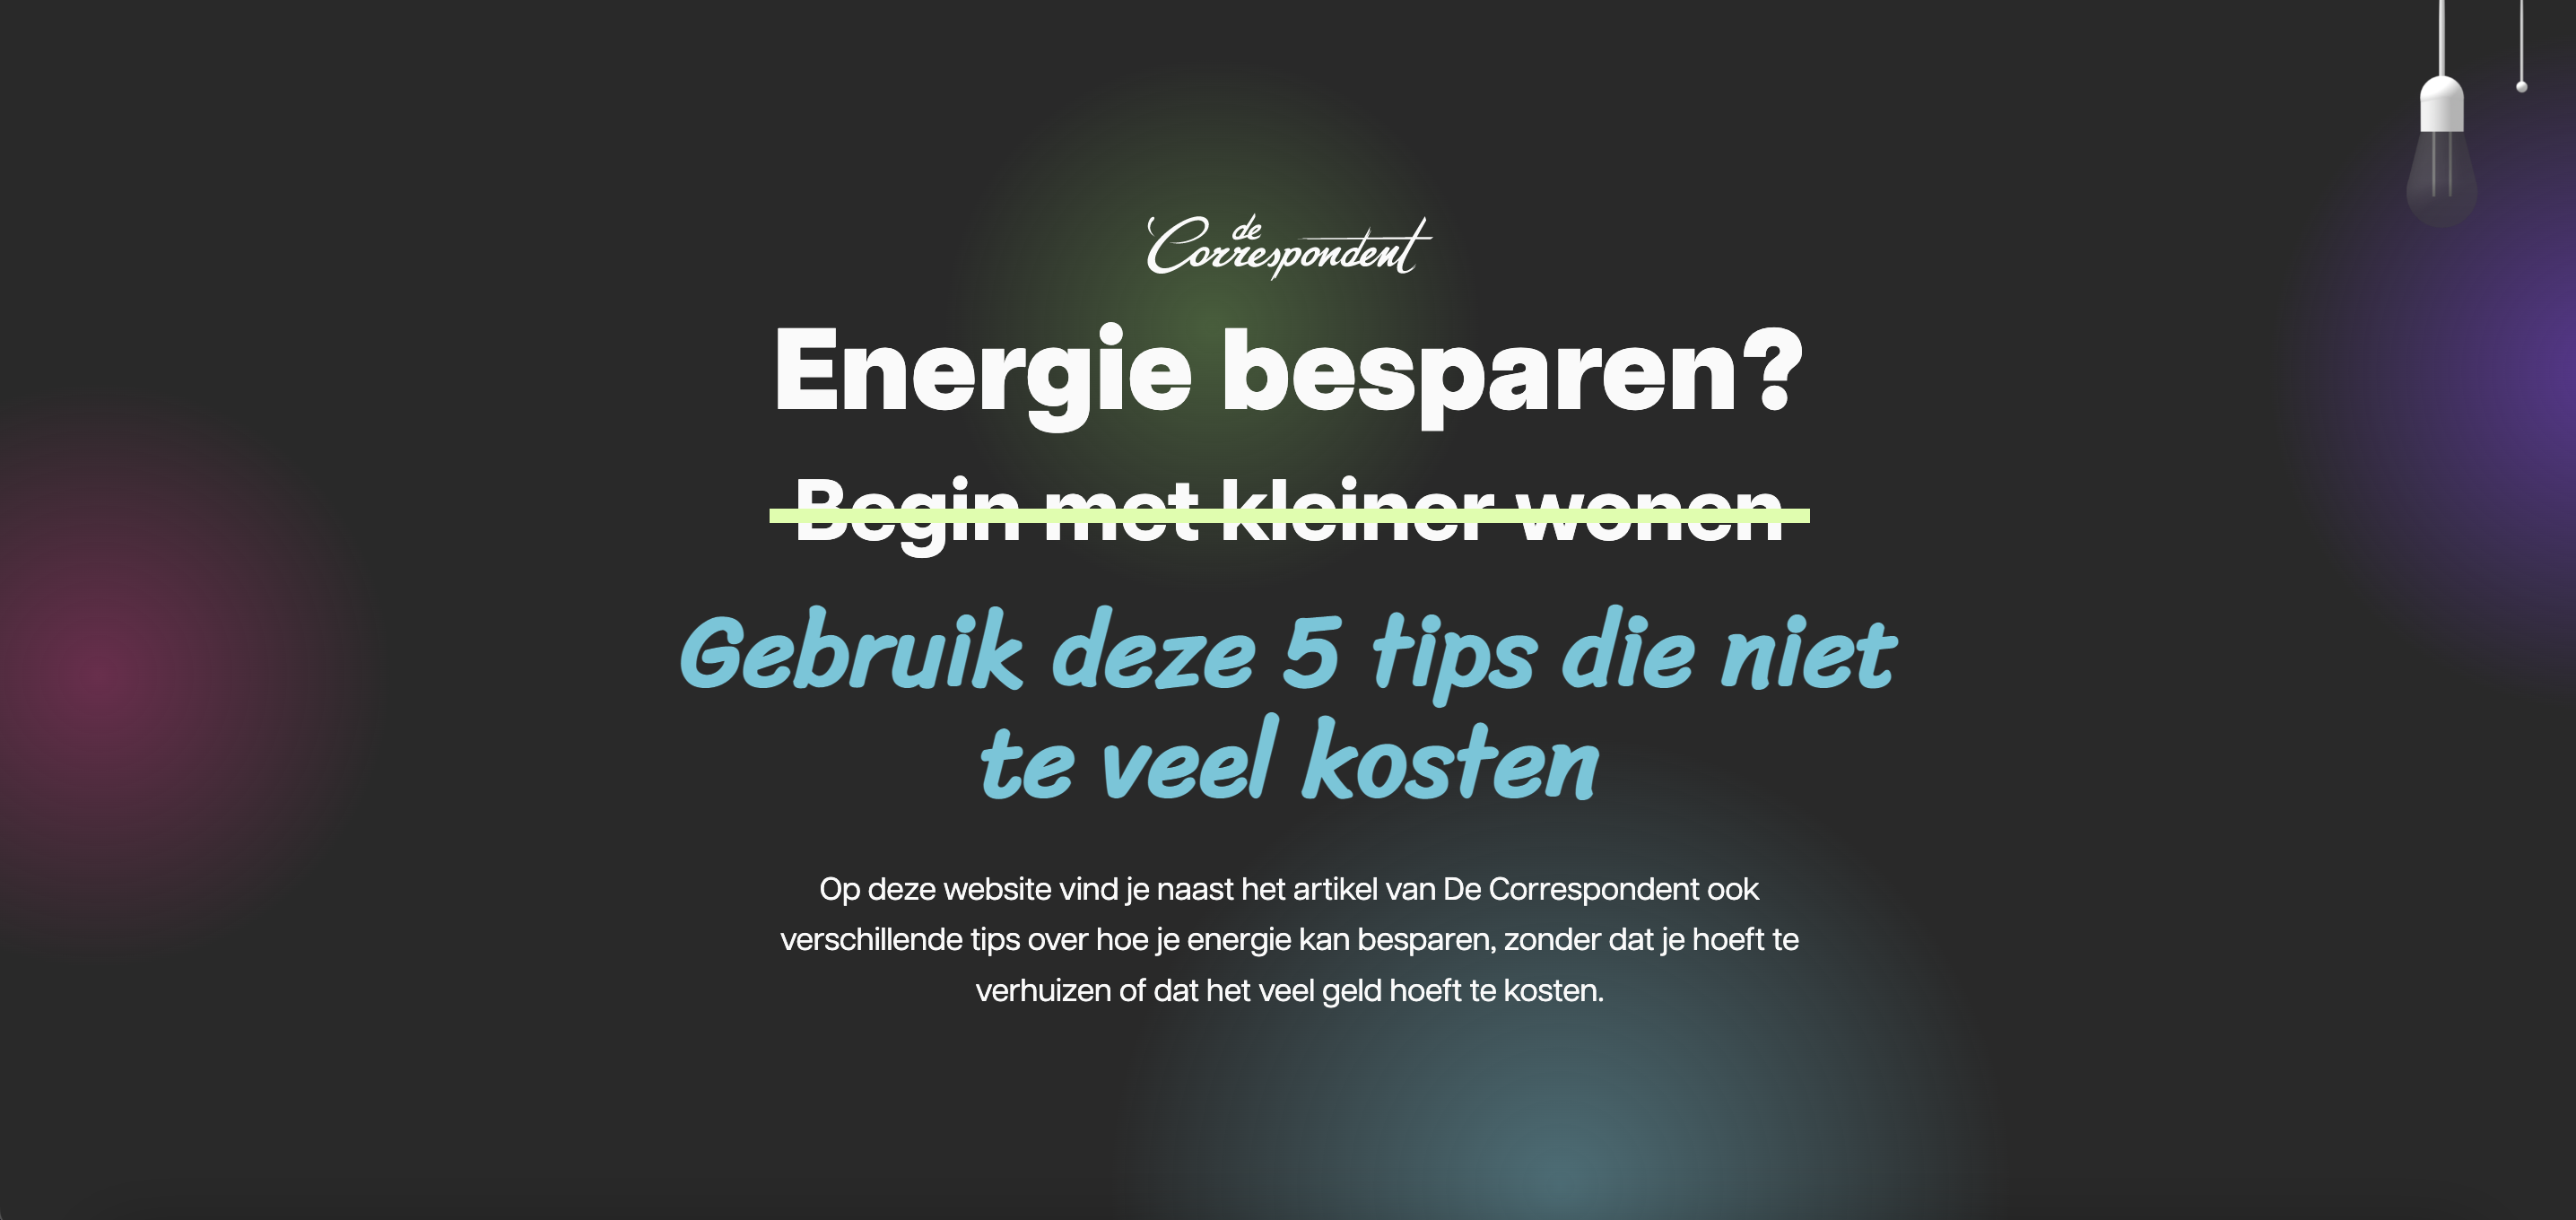 de
Correspondent
Energie besparen?
Begin met kleiner wonen
Gebruik deze 5 tips die niet
te veel kosten
Op deze website vind je naast het artikel van De Correspondent ook
verschillende tips over hoe je energie kan besparen, zonder dat je hoeft te
verhuizen of dat het veel geld hoeft te kosten.